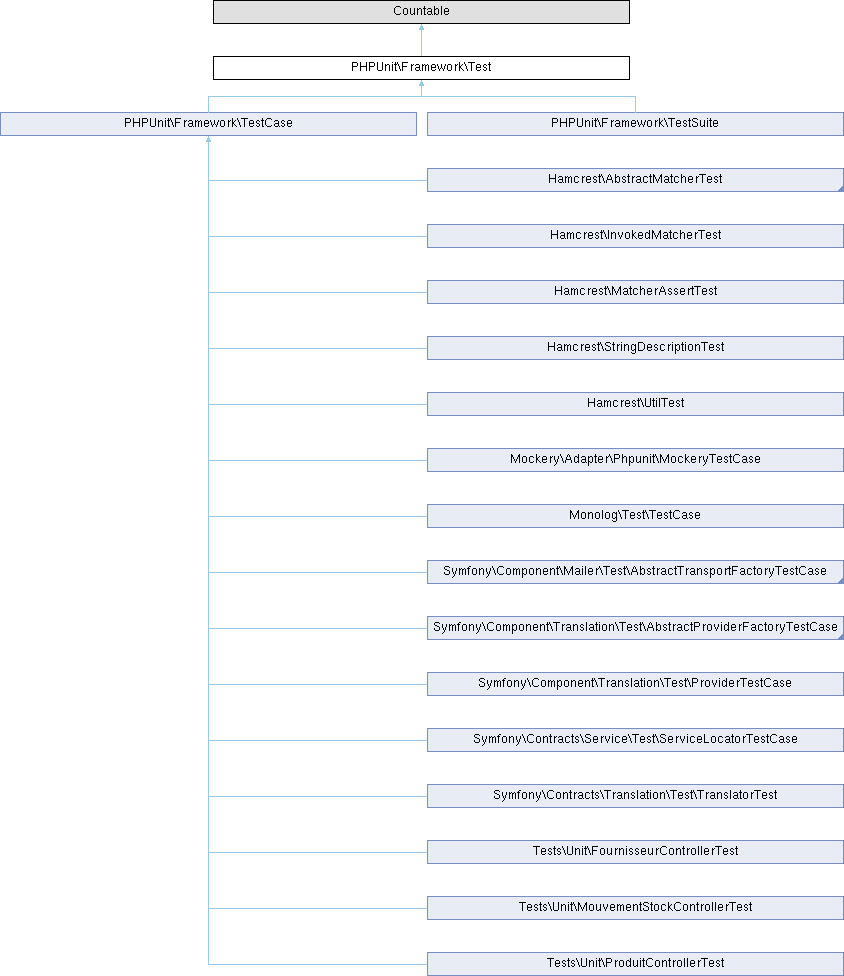 Countable
PHPUnit\Framework\Test
PHPUnit\Framework\TestCase
PHPUnit\Framework\TestSuite
Hamcrest\AbstractMatcherTest
Hamcrest\InvokedMatcherTest
Hamcrest\MatcherAssertTest
Hamcrest\StringDescriptionTest
Hamcrest\UtilTest
Mockery\Adapter\Phpunit\MockeryTestCase
Monolog\Test\TestCase
Symfony\Component\Mailer\Test\AbstractTransportFactoryTestCase
Symfony\Component\Translation\Test\AbstractProviderFactoryTestCase
Symfony\Component\Translation\Test\ProviderTestCase
Symfony\Contracts\Service\Test\ServiceLocatorTestCase
Symfony\Contracts\Translation\Test\TranslatorTest
Tests\Unit\FournisseurControllerTest
Tests\Unit\MouvementStockControllerTest
Tests\Unit\ProduitControllerTest